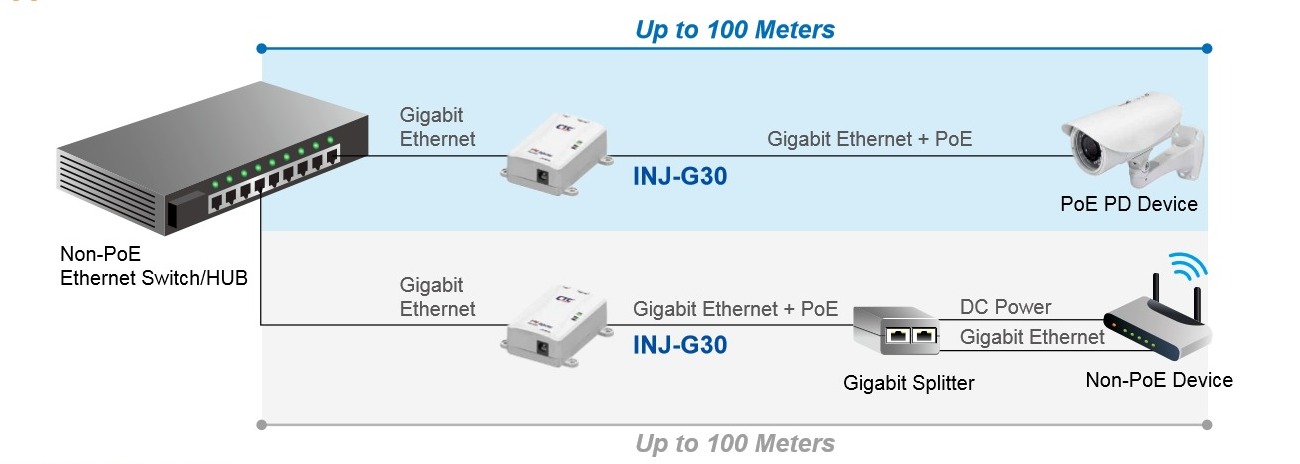 Up to 100 Meters
Gigabit
Ethernet
CTC
Gigabit Ethernet + PoE
INJ-G30
PoE PD Device
Non-PoE
Ethernet Switch/HUB
Gigabit
Ethernet
CTC
Gigabit Ethernet + PoE
INJ-G30
DC Power
Gigabit Ethernet
Gigabit Splitter
Non-PoE Device
Up to 100 Meters